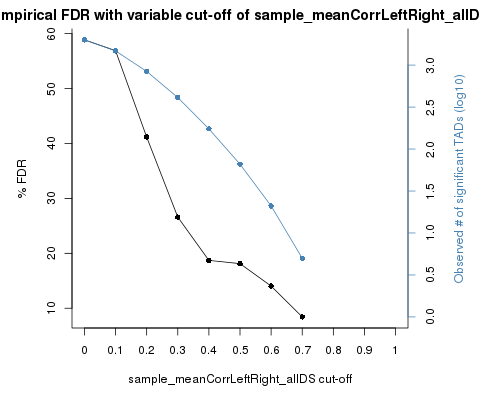 mpirical FDR with variable cut-off of sample_meanCorrLeftRight_allD
% FDR
60
50
40
30
20
10
3.0
2.5
2.0
1.5
1.0
0.5
0.0
Observed # of significant TADs (log10)
0 0.1 0.2 0.3 0.4 0.5 0.6 0.7 0.8 0.9 1
sample_meanCorrLeftRight_allDS cut-off